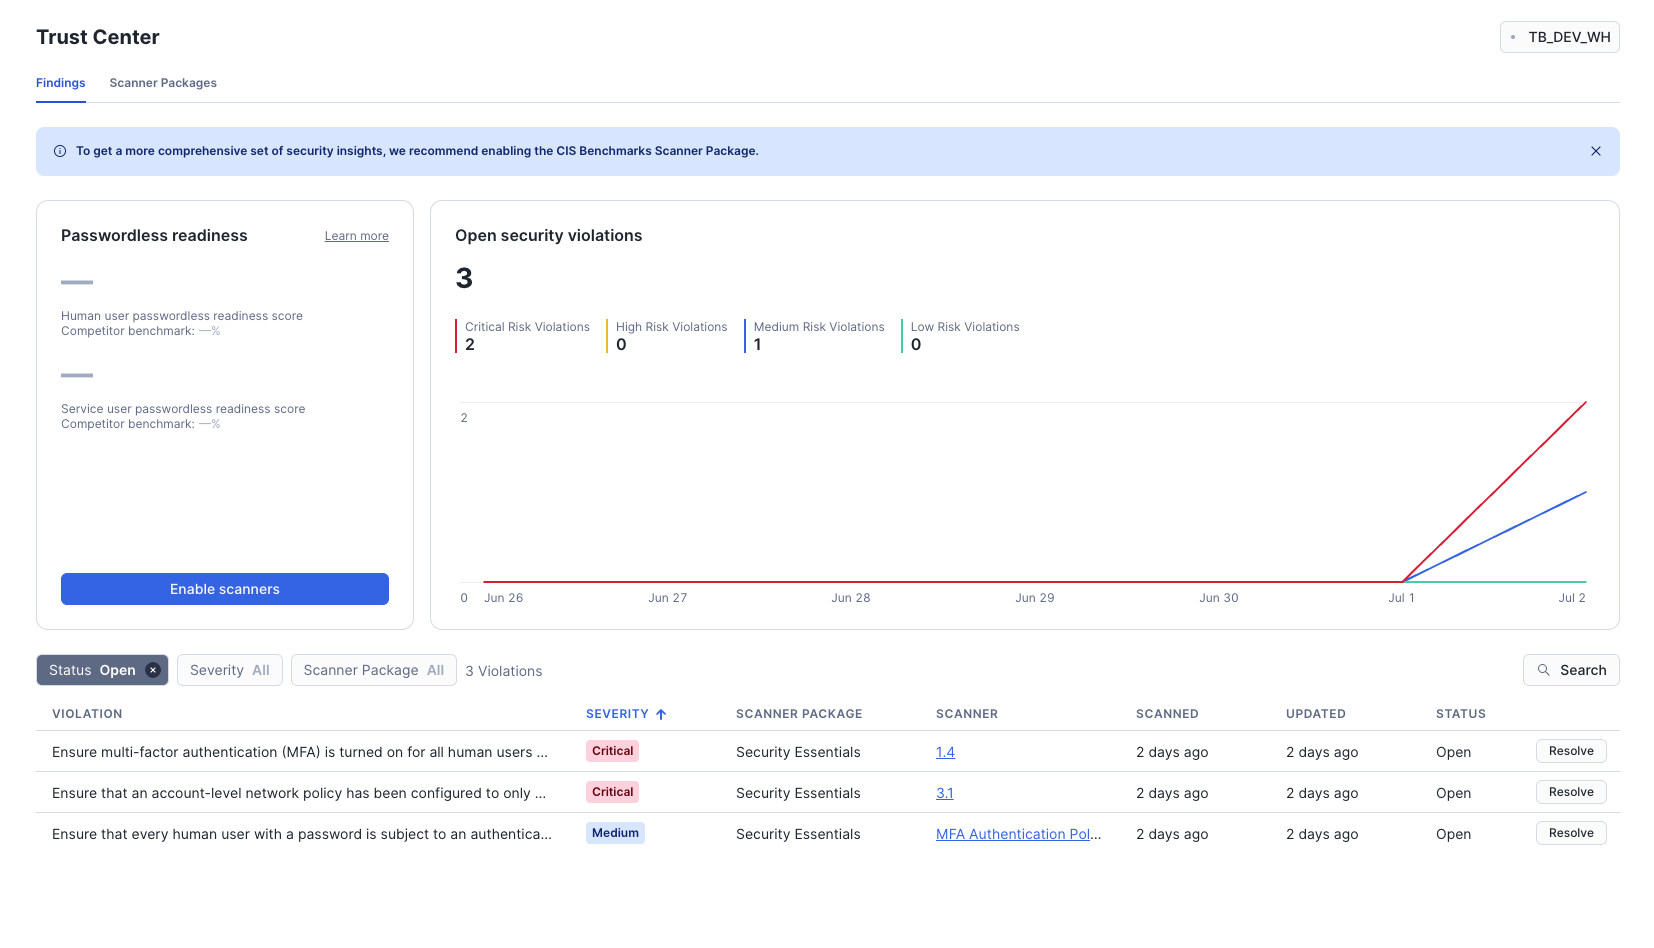 Trust Center
TB_DEV_WH
Findings
Scanner Packages
To get a more comprehensive set of security insights, we recommend enabling the CIS Benchmarks Scanner Package.
Passwordless readiness
Learn more
Human user passwordless readiness score
Competitor benchmark: —%
Service user passwordless readiness score
Competitor benchmark: —%
Enable scanners
Open security violations
3
Critical Risk Violations
2
High Risk Violations
0
Medium Risk Violations
1
Low Risk Violations
0
2
0
Jun 26
Jun 27
Jun 28
Jun 29
Jun 30
Jul 1
Jul 2
Status Open
Severity All
Scanner Package All
3 Violations
Search
VIOLATION SEVERITY SCANNER PACKAGE SCANNER SCANNED UPDATED STATUS
Ensure multi-factor authentication (MFA) is turned on for all human users ... Critical Security Essentials 1.4 2 days ago 2 days ago Open Resolve
Ensure that an account-level network policy has been configured to only ... Critical Security Essentials 3.1 2 days ago 2 days ago Open Resolve
Ensure that every human user with a password is subject to an authentica... Medium Security Essentials MFA Authentication Pol... 2 days ago 2 days ago Open Resolve